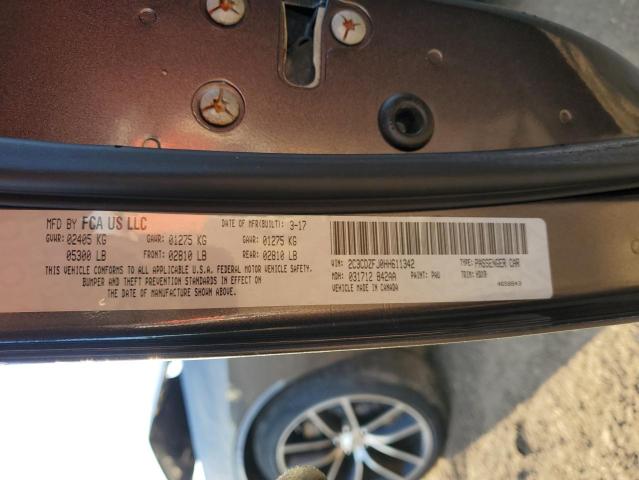 MFD BY FCA US LLC DATE OF MFR(BUILT): 3-17
GVWR: 02405 KG GAWR: 01275 KG GAWR: 01275 KG
05300 LB FRONT: 02810 LB REAR: 02810 LB
THIS VEHICLE CONFORMS TO ALL APPLICABLE U.S.A. FEDERAL MOTOR VEHICLE SAFETY,
BUMPER AND THEFT PREVENTION STANDARDS IN EFFECT ON
THE DATE OF MANUFACTURE SHOWN ABOVE.
VIN: 2C3CDZFJ0HH611342 TYPE: PASSENGER CAR
MDH: 031712 842AA PAINT: PAU TRIM:
VEHICLE MADE IN CANADA